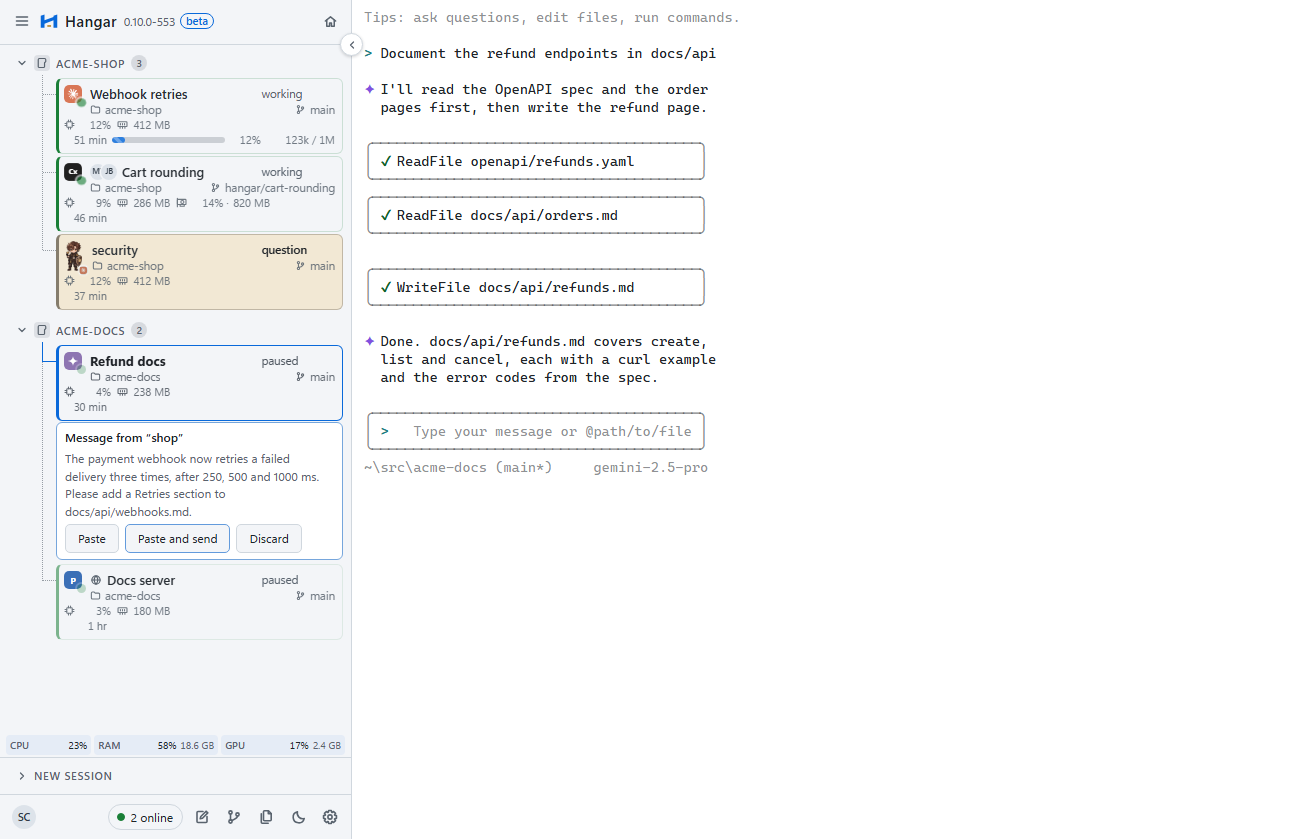 Hangar 0.10.0-553 beta
ACME-SHOP 3
Webhook retries working
acme-shop main
12% 412 MB
51 min 12% 123k / 1M
Cx M JB Cart rounding working
acme-shop hangar/cart-rounding
9% 286 MB 14% · 820 MB
46 min
security question
acme-shop main
12% 412 MB
37 min
ACME-DOCS 2
Refund docs paused
acme-docs main
4% 238 MB
30 min
Message from “shop”
The payment webhook now retries a failed
delivery three times, after 250, 500 and 1000 ms.
Please add a Retries section to
docs/api/webhooks.md.
Paste Paste and send Discard
P Docs server paused
acme-docs main
3% 180 MB
1 hr
CPU 23% RAM 58% 18.6 GB GPU 17% 2.4 GB
NEW SESSION
SC 2 online
Tips: ask questions, edit files, run commands.
> Document the refund endpoints in docs/api
✦ I'll read the OpenAPI spec and the order
pages first, then write the refund page.
✓ ReadFile openapi/refunds.yaml
✓ ReadFile docs/api/orders.md
✓ WriteFile docs/api/refunds.md
✦ Done. docs/api/refunds.md covers create,
list and cancel, each with a curl example
and the error codes from the spec.
> Type your message or @path/to/file
~\src\acme-docs (main*) gemini-2.5-pro